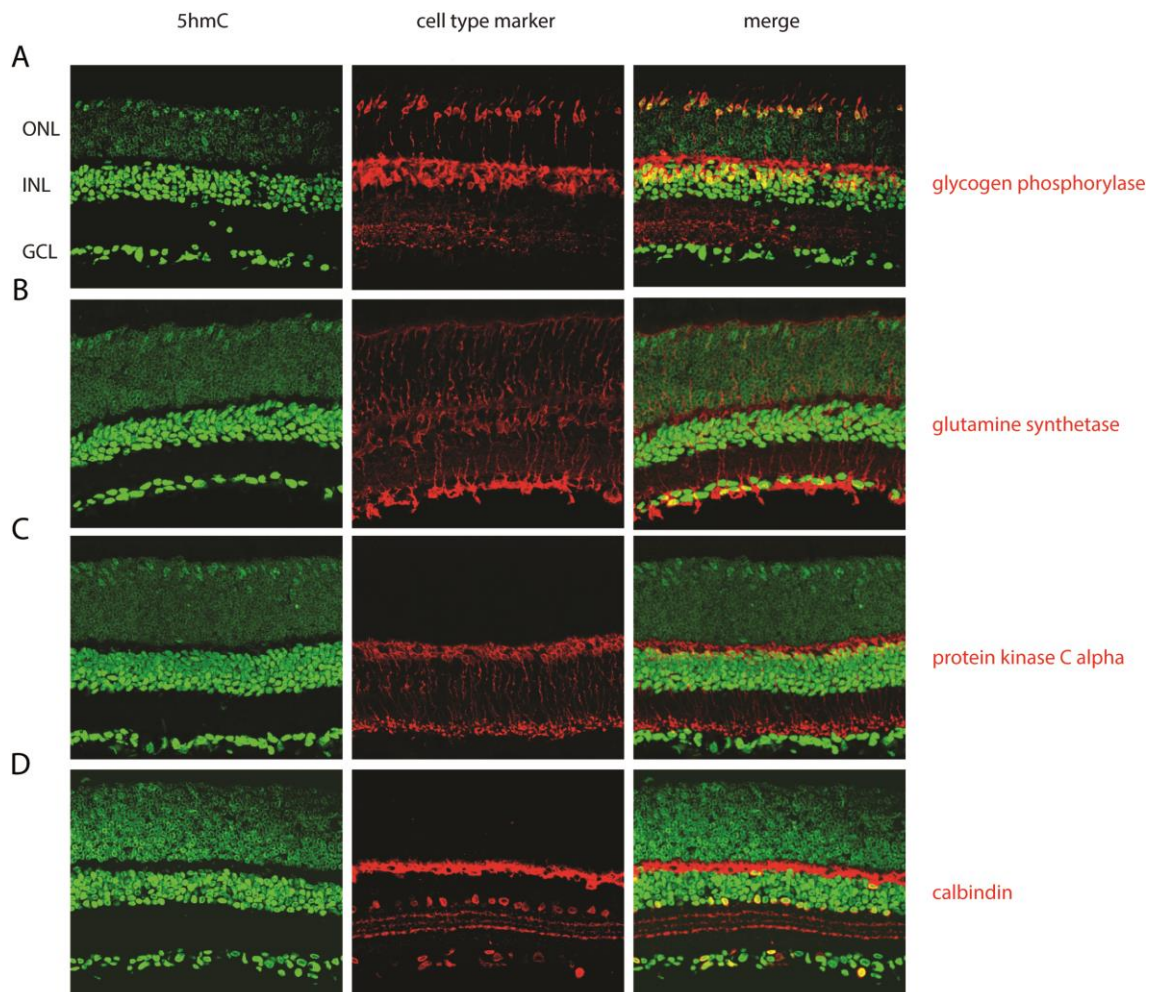 5hmC
cell type marker
merge
A
ONL
INL
GCL
glycogen phosphorylase
B
glutamine synthetase
C
protein kinase C alpha
D
calbindin